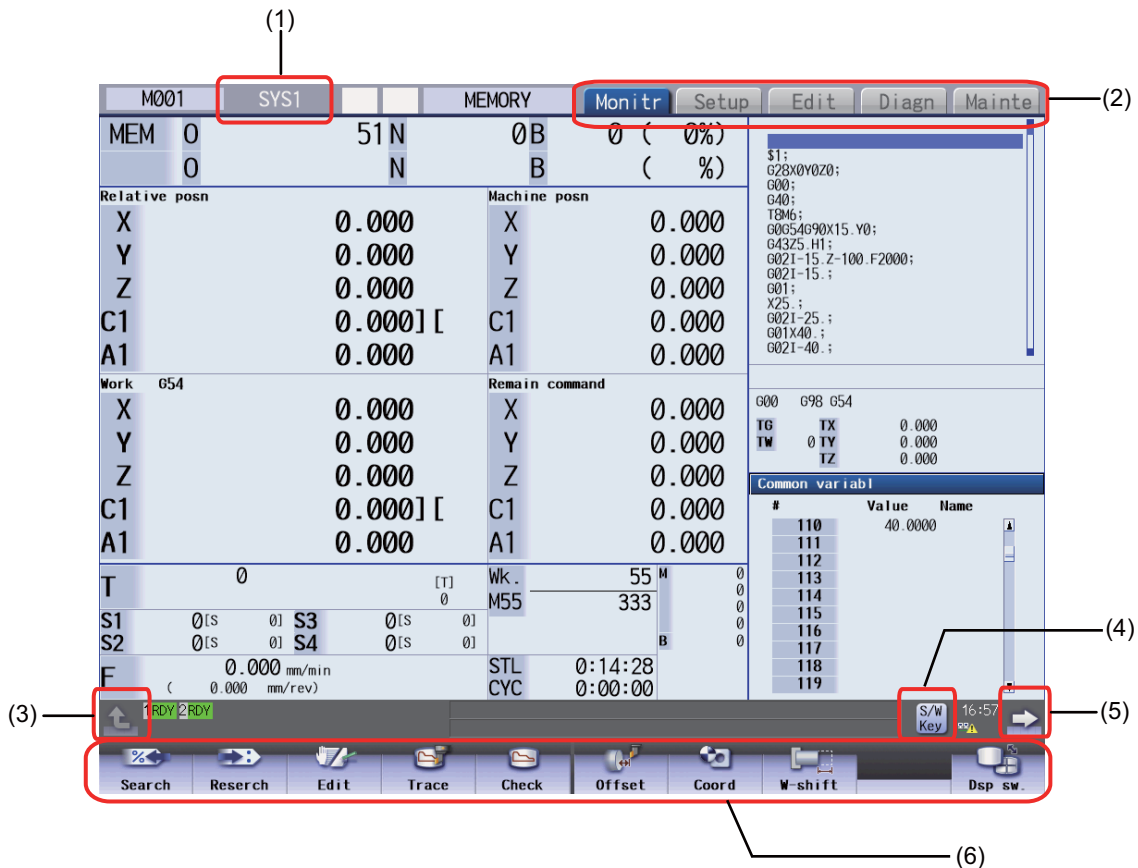 (1)
M001 SYS1 MEMORY Monitr Setup Edit Diagn Mainte (2)
MEM O 51 N 0 B 0 ( 0%)
O N B ( %)
Relative posn
X 0.000
Y 0.000
Z 0.000
C1 0.000][
A1 0.000
Machine posn
X 0.000
Y 0.000
Z 0.000
C1 0.000
A1 0.000
$1;
G28X0Y0Z0;
G00;
G40;
T8M6;
G0G54G90X15.Y0;
G43Z5.H1;
G02I-15.Z-100.F2000;
G02I-15.;
G01;
X25.;
G02I-25.;
G01X40.;
G02I-40.;
Work G54
X 0.000
Y 0.000
Z 0.000
C1 0.000][
A1 0.000
Remain command
X 0.000
Y 0.000
Z 0.000
C1 0.000
A1 0.000
G00 G98 G54
TG TX 0.000
TW 0 TY 0.000
TZ 0.000
Common variabl
# Value Name
110 40.0000
111
112
113
114
115
116
117
118
119
T 0 [T]
0
S1 0[S 0] S3 0[S 0]
S2 0[S 0] S4 0[S 0]
F 0.000 mm/min
( 0.000 mm/rev)
Wk. 55
M55 333
STL 0:14:28
CYC 0:00:00
M 0
0
0
0
B 0
(4)
(3) 1 RDY 2 RDY S/W Key 16:57 (5)
Search Reserch Edit Trace Check Offset Coord W-shift Dsp sw.
(6)